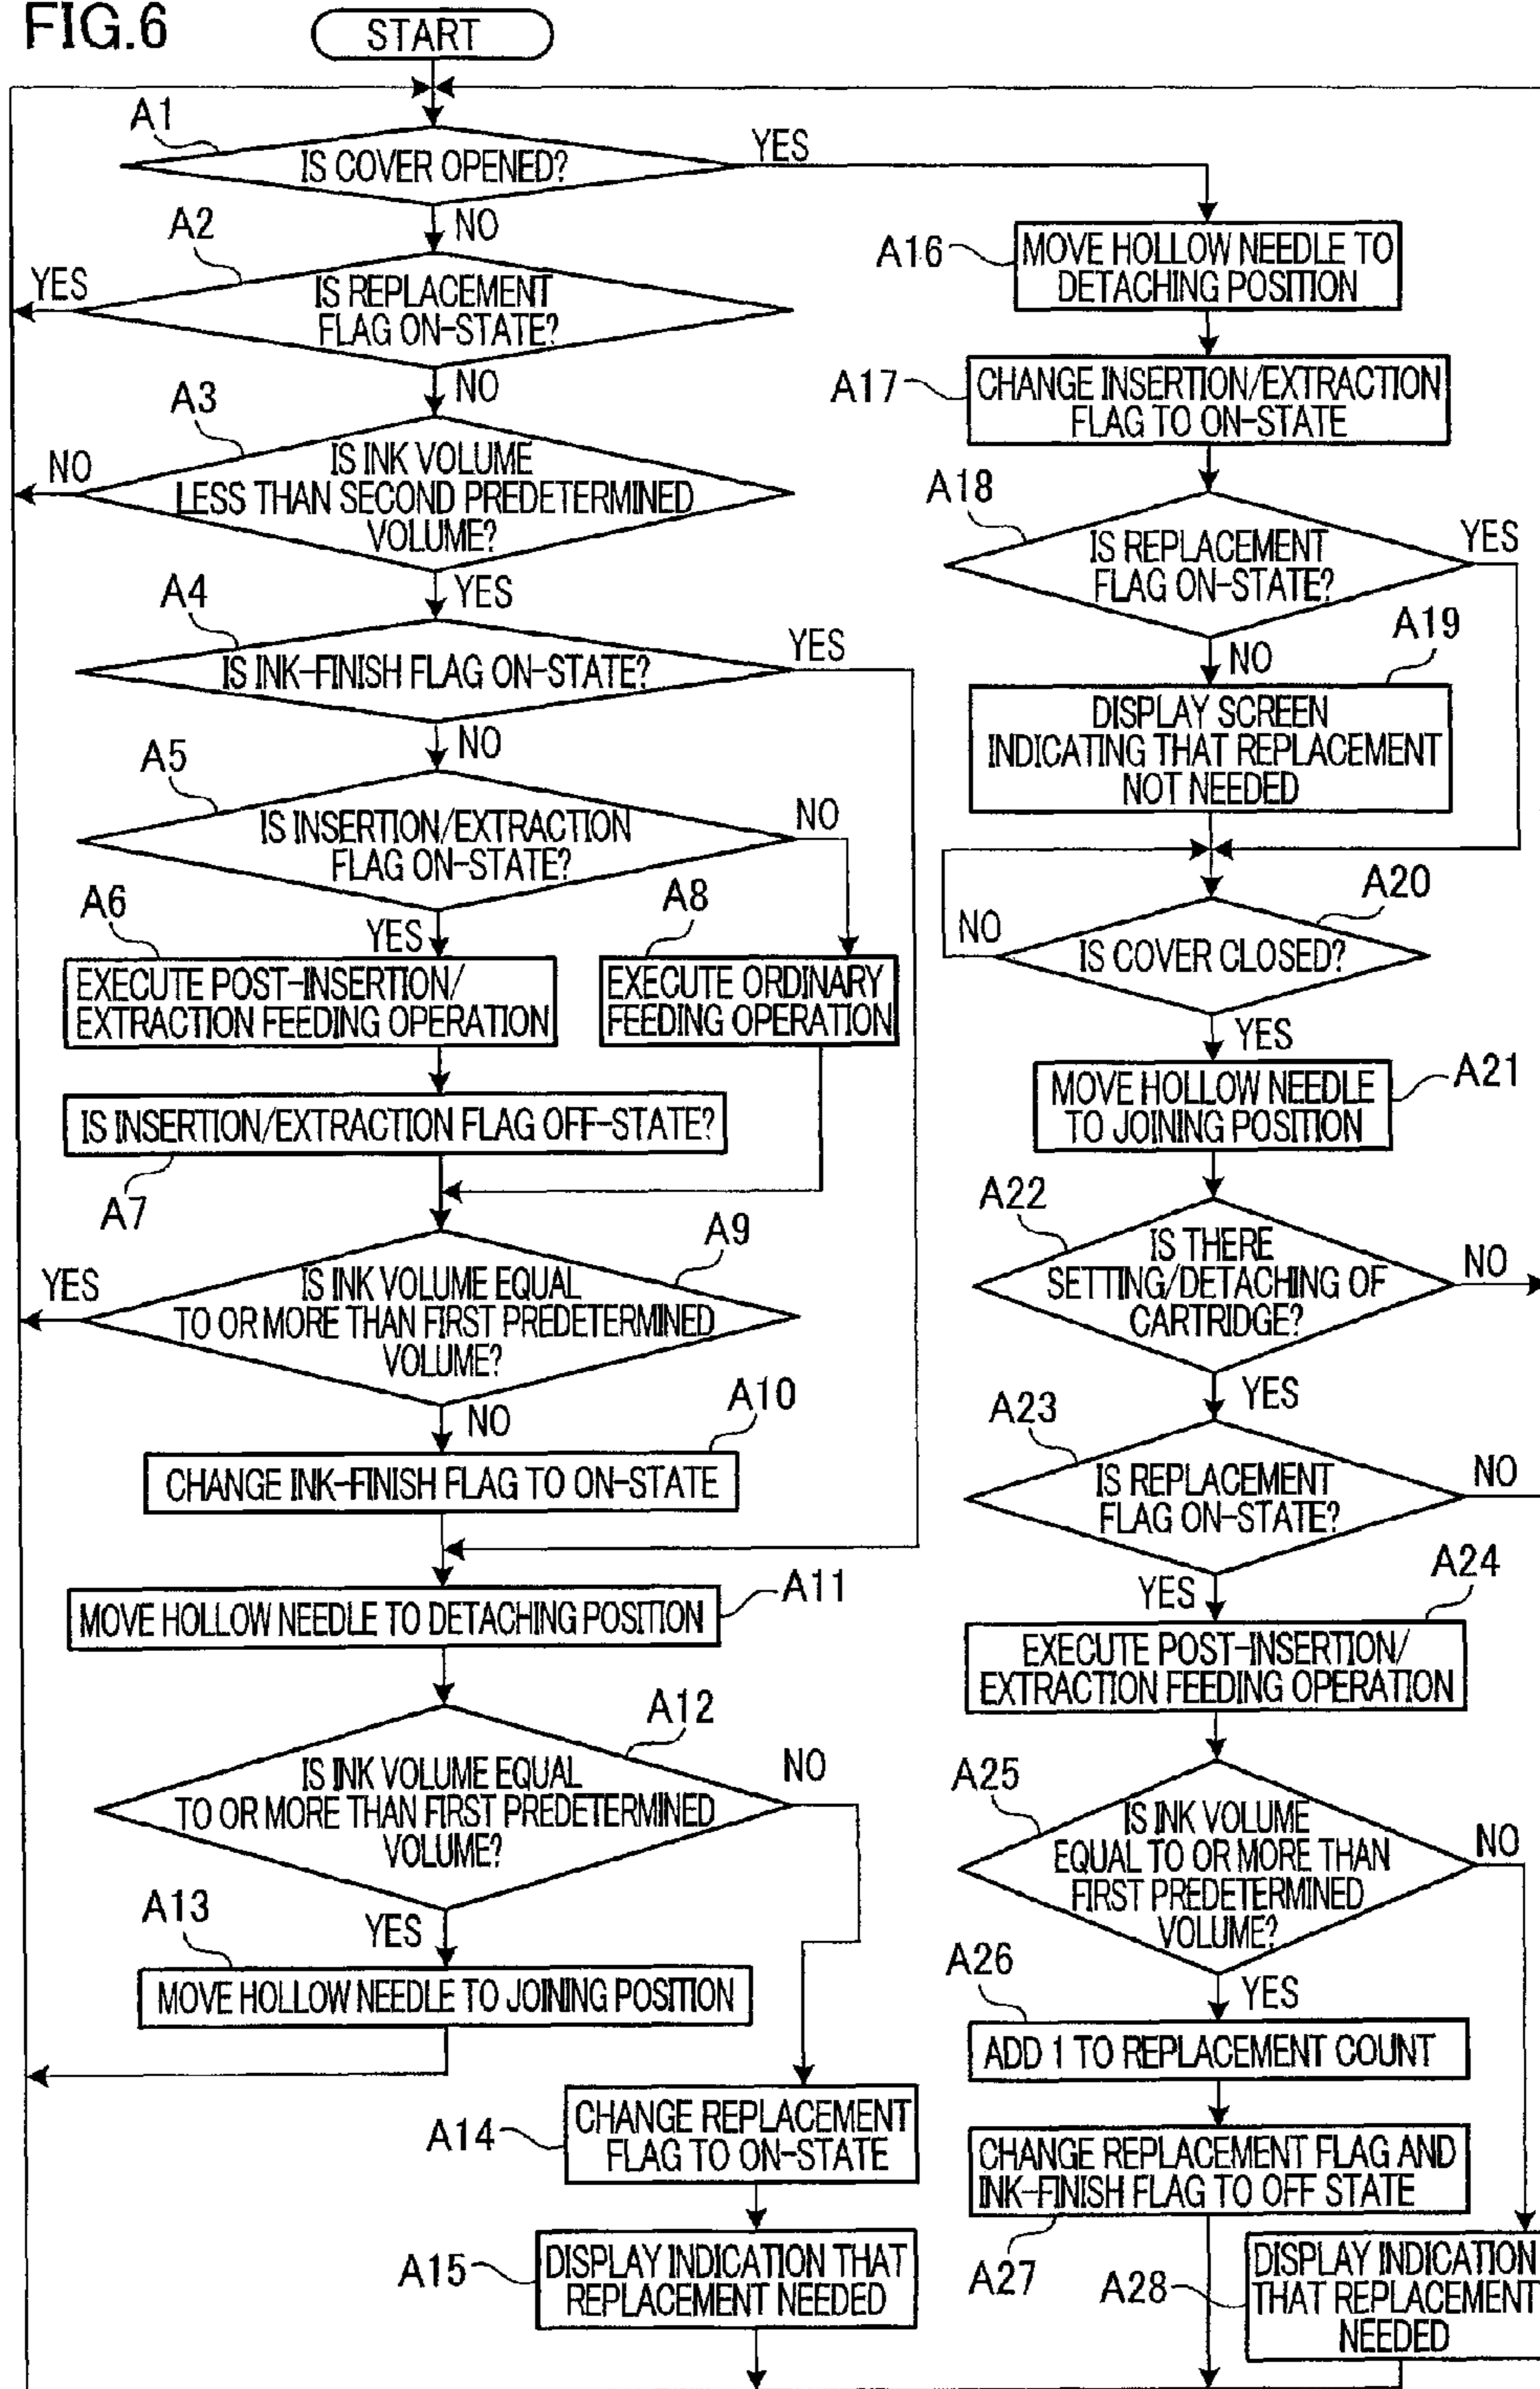 FIG.6
START
A1
IS COVER OPENED?
YES
NO
A2
YES
IS REPLACEMENT
FLAG ON-STATE?
NO
A3
NO
IS INK VOLUME
LESS THAN SECOND PREDETERMINED
VOLUME?
YES
A4
IS INK-FINISH FLAG ON-STATE?
YES
NO
A5
IS INSERTION/EXTRACTION
FLAG ON-STATE?
NO
YES
A6
EXECUTE POST-INSERTION/
EXTRACTION FEEDING OPERATION
A8
EXECUTE ORDINARY
FEEDING OPERATION
IS INSERTION/EXTRACTION FLAG OFF-STATE?
A7
A9
YES
IS INK VOLUME EQUAL
TO OR MORE THAN FIRST PREDETERMINED
VOLUME?
NO
A10
CHANGE INK-FINISH FLAG TO ON-STATE
MOVE HOLLOW NEEDLE TO DETACHING POSITION
A11
A12
IS INK VOLUME EQUAL
TO OR MORE THAN FIRST PREDETERMINED
VOLUME?
NO
YES
A13
MOVE HOLLOW NEEDLE TO JOINING POSITION
A14
CHANGE REPLACEMENT
FLAG TO ON-STATE
A15
DISPLAY INDICATION THAT
REPLACEMENT NEEDED
A16
MOVE HOLLOW NEEDLE TO
DETACHING POSITION
A17
CHANGE INSERTION/EXTRACTION
FLAG TO ON-STATE
A18
IS REPLACEMENT
FLAG ON-STATE?
YES
NO
A19
DISPLAY SCREEN
INDICATING THAT REPLACEMENT
NOT NEEDED
A20
NO
IS COVER CLOSED?
YES
MOVE HOLLOW NEEDLE
TO JOINING POSITION
A21
A22
IS THERE
SETTING/DETACHING OF
CARTRIDGE?
NO
YES
A23
IS REPLACEMENT
FLAG ON-STATE?
NO
YES
A24
EXECUTE POST-INSERTION/
EXTRACTION FEEDING OPERATION
A25
IS INK VOLUME
EQUAL TO OR MORE THAN
FIRST PREDETERMINED
VOLUME?
NO
YES
A26
ADD 1 TO REPLACEMENT COUNT
CHANGE REPLACEMENT FLAG AND
INK-FINISH FLAG TO OFF STATE
A27
A28
DISPLAY INDICATION
THAT REPLACEMENT
NEEDED